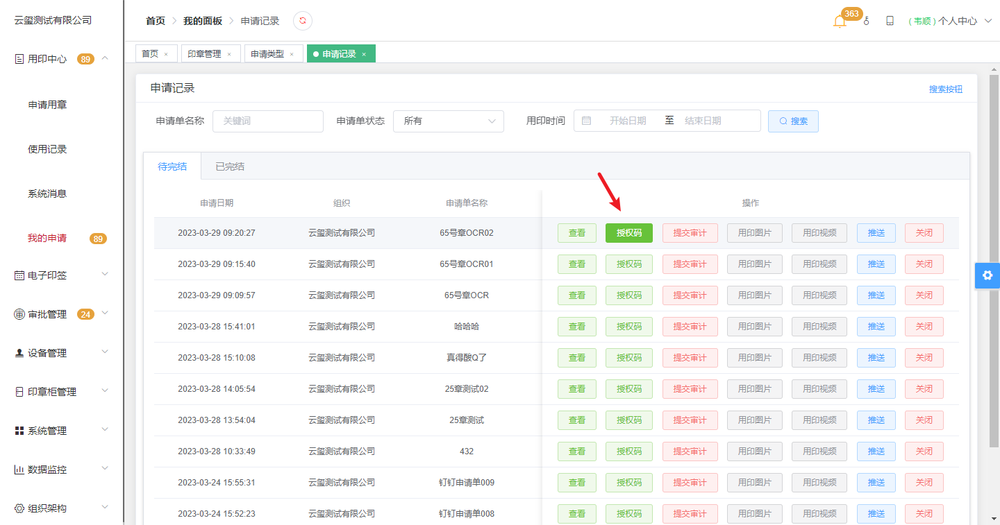 云玺测试有限公司
首页 > 我的面板 > 申请记录
363
(韦顺) 个人中心
首页 ×
印章管理 ×
申请类型 ×
申请记录 ×
用印中心 89
申请用章
使用记录
系统消息
我的申请 89
电子印签
审批管理 24
设备管理
印章柜管理
系统管理
数据监控
组织架构
申请记录
搜索按钮
申请单名称 关键词 申请单状态 所有 用印时间 开始日期 至 结束日期 搜索
待完结 已完结
申请日期 组织 申请单名称 操作
2023-03-29 09:20:27 云玺测试有限公司 65号章OCR02 查看 授权码 提交审计 用印图片 用印视频 推送 关闭
2023-03-29 09:15:40 云玺测试有限公司 65号章OCR01 查看 授权码 提交审计 用印图片 用印视频 推送 关闭
2023-03-29 09:09:57 云玺测试有限公司 65号章OCR 查看 授权码 提交审计 用印图片 用印视频 推送 关闭
2023-03-28 15:41:01 云玺测试有限公司 哈哈哈 查看 授权码 提交审计 用印图片 用印视频 推送 关闭
2023-03-28 15:10:08 云玺测试有限公司 真得酸Q了 查看 授权码 提交审计 用印图片 用印视频 推送 关闭
2023-03-28 14:05:54 云玺测试有限公司 25章测试02 查看 授权码 提交审计 用印图片 用印视频 推送 关闭
2023-03-28 13:54:04 云玺测试有限公司 25章测试 查看 授权码 提交审计 用印图片 用印视频 推送 关闭
2023-03-28 10:33:49 云玺测试有限公司 432 查看 授权码 提交审计 用印图片 用印视频 推送 关闭
2023-03-24 15:55:31 云玺测试有限公司 钉钉申请单009 查看 授权码 提交审计 用印图片 用印视频 推送 关闭
2023-03-24 15:52:23 云玺测试有限公司 钉钉申请单008 查看 授权码 提交审计 用印图片 用印视频 推送 关闭